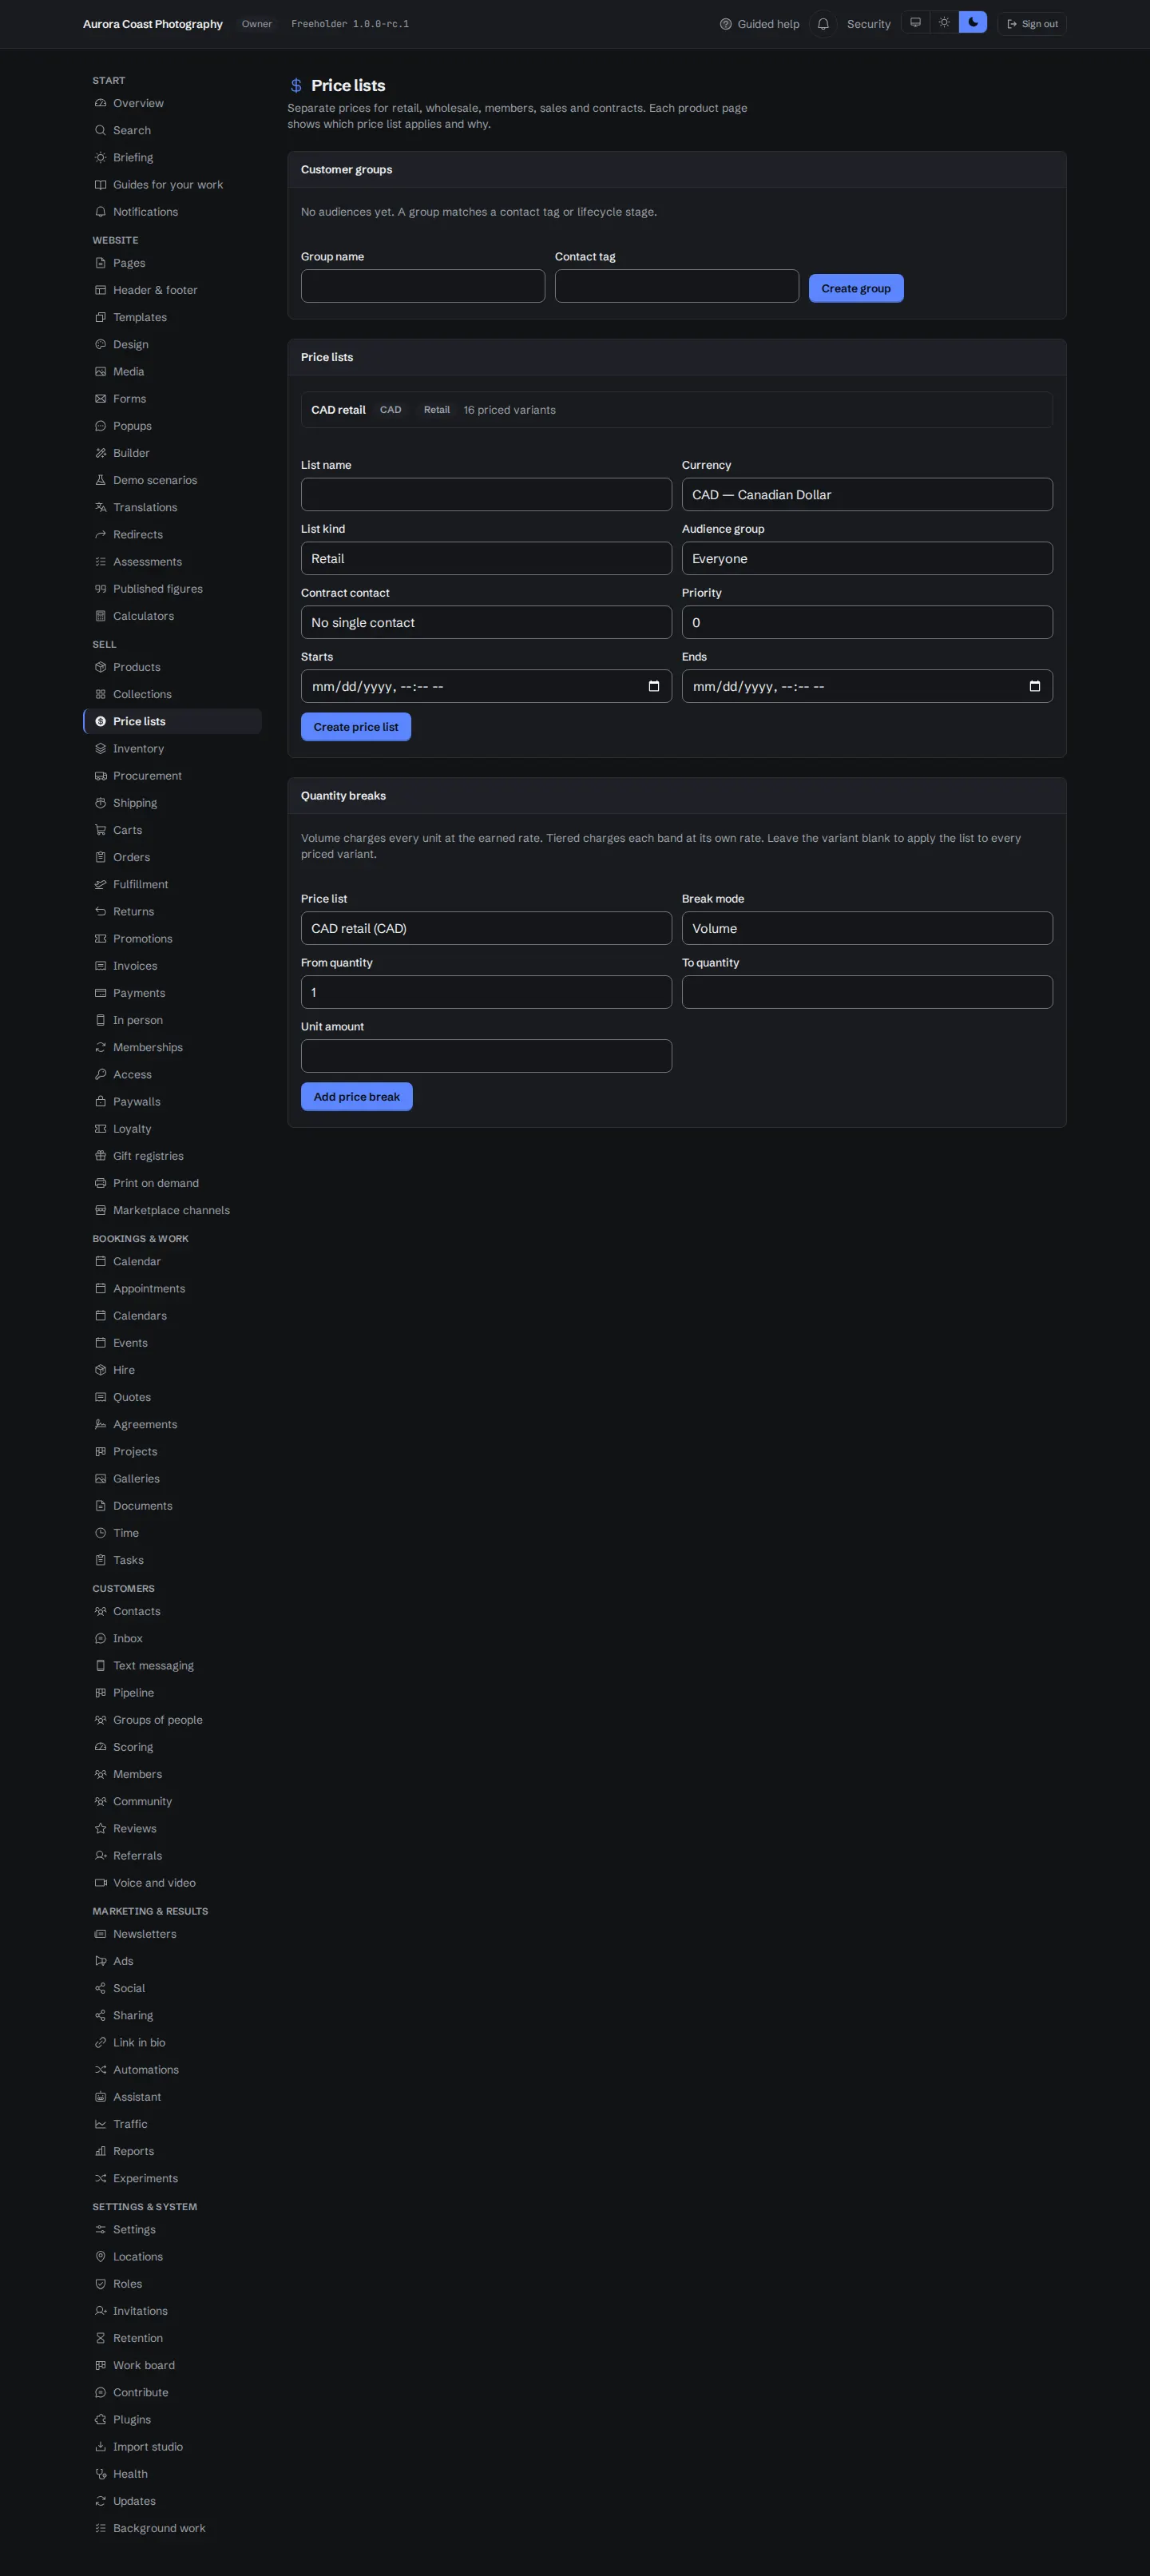 Aurora Coast Photography
Owner
Freeholder 1.0.0-rc.1
Guided help
Security
Sign out
START
Overview
Search
Briefing
Guides for your work
Notifications
WEBSITE
Pages
Header & footer
Templates
Design
Media
Forms
Popups
Builder
Demo scenarios
Translations
Redirects
Assessments
Published figures
Calculators
SELL
Products
Collections
Price lists
Inventory
Procurement
Shipping
Carts
Orders
Fulfillment
Returns
Promotions
Invoices
Payments
In person
Memberships
Access
Paywalls
Loyalty
Gift registries
Print on demand
Marketplace channels
BOOKINGS & WORK
Calendar
Appointments
Calendars
Events
Hire
Quotes
Agreements
Projects
Galleries
Documents
Time
Tasks
CUSTOMERS
Contacts
Inbox
Text messaging
Pipeline
Groups of people
Scoring
Members
Community
Reviews
Referrals
Voice and video
MARKETING & RESULTS
Newsletters
Ads
Social
Sharing
Link in bio
Automations
Assistant
Traffic
Reports
Experiments
SETTINGS & SYSTEM
Settings
Locations
Roles
Invitations
Retention
Work board
Contribute
Plugins
Import studio
Health
Updates
Background work
Price lists
Separate prices for retail, wholesale, members, sales and contracts. Each product page
shows which price list applies and why.
Customer groups
No audiences yet. A group matches a contact tag or lifecycle stage.
Group name
Contact tag
Create group
Price lists
CAD retail CAD Retail 16 priced variants
List name
Currency
CAD — Canadian Dollar
List kind
Audience group
Retail
Everyone
Contract contact
Priority
No single contact
0
Starts
Ends
mm/dd/yyyy, --:-- --
mm/dd/yyyy, --:-- --
Create price list
Quantity breaks
Volume charges every unit at the earned rate. Tiered charges each band at its own rate. Leave the variant blank to apply the list to every
priced variant.
Price list
Break mode
CAD retail (CAD)
Volume
From quantity
To quantity
1
Unit amount
Add price break